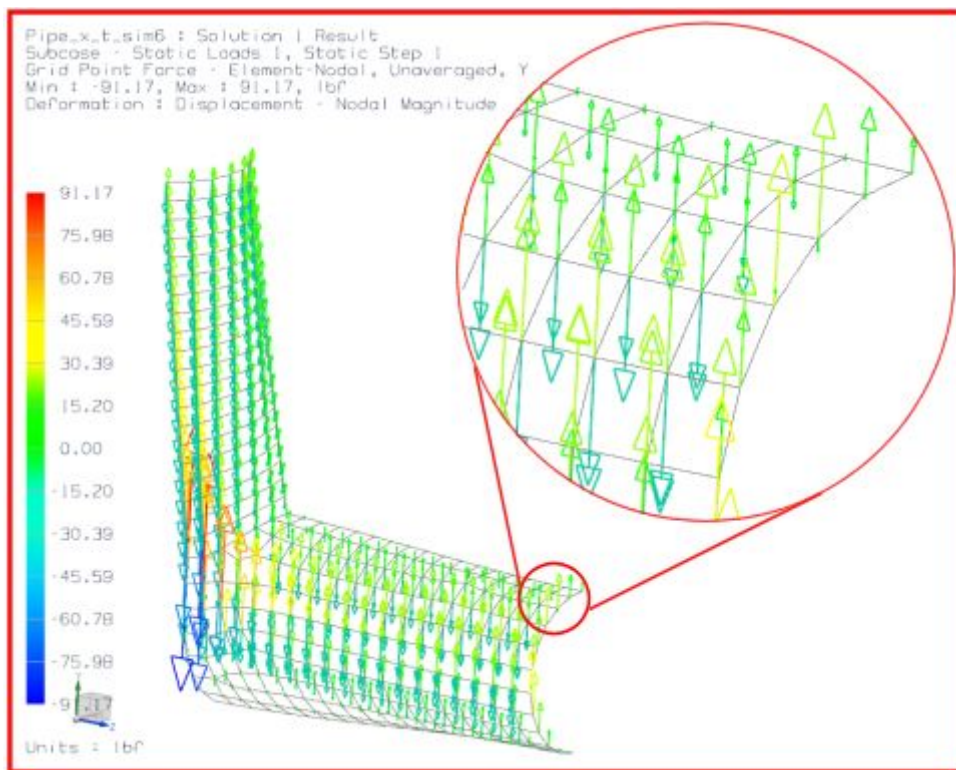 Pipe_x_t_sim6 : Solution 1 Result
Subcase - Static Loads 1, Static Step 1
Grid Point Force - Element-Nodal, Unaveraged, Y
Min : -91.17, Max : 91.17, lbf
Deformation : Displacement - Nodal Magnitude
91.17
75.98
60.78
45.59
30.39
15.20
0.00
-15.20
-30.39
-45.59
-60.78
-75.98
-9 .17
Units : lbf